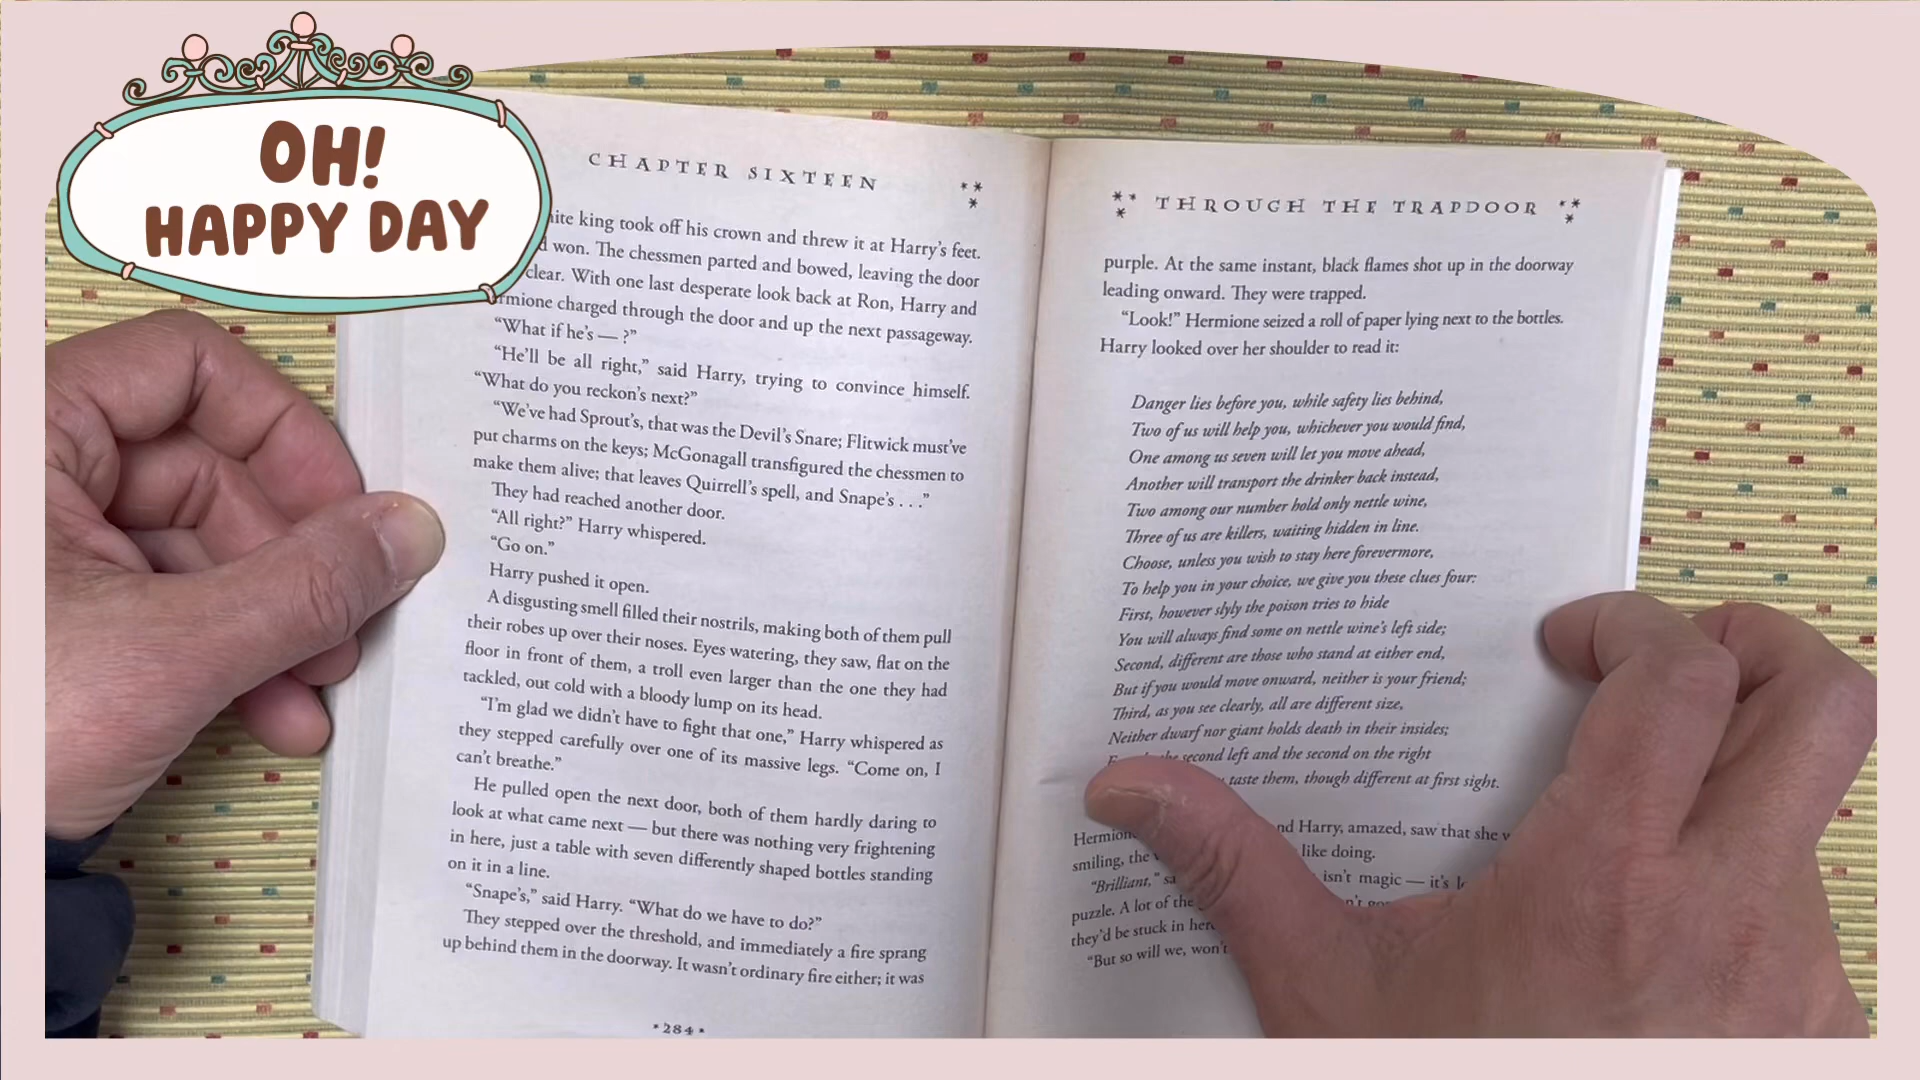 OH!
HAPPY DAY
CHAPTER SIXTEEN
king took off his crown and threw it at Harry's feet.
won. The chessmen parted and bowed, leaving the door
clear. With one last desperate look back at Ron, Harry and
charged through the door and up the next passageway.
“What if he's — ?”
“He'll be all right,” said Harry, trying to convince himself.
“What do you reckon's next?”
“We've had Sprout's, that was the Devil's Snare; Flitwick must've
put charms on the keys; McGonagall transfigured the chessmen to
make them alive; that leaves Quirrell's spell, and Snape's . . .”
They had reached another door.
“All right?” Harry whispered.
“Go on.”
Harry pushed it open.
A disgusting smell filled their nostrils, making both of them pull
their robes up over their noses. Eyes watering, they saw, flat on the
floor in front of them, a troll even larger than the one they had
tackled, out cold with a bloody lump on its head.
“I'm glad we didn't have to fight that one,” Harry whispered as
they stepped carefully over one of its massive legs. “Come on, I
can't breathe.”
He pulled open the next door, both of them hardly daring to
look at what came next — but there was nothing very frightening
in here, just a table with seven differently shaped bottles standing
on it in a line.
“Snape's,” said Harry. “What do we have to do?”
They stepped over the threshold, and immediately a fire sprang
up behind them in the doorway. It wasn't ordinary fire either; it was
*284*
THROUGH THE TRAPDOOR
purple. At the same instant, black flames shot up in the doorway
leading onward. They were trapped.
“Look!” Hermione seized a roll of paper lying next to the bottles.
Harry looked over her shoulder to read it:
Danger lies before you, while safety lies behind,
Two of us will help you, whichever you would find,
One among us seven will let you move ahead,
Another will transport the drinker back instead,
Two among our number hold only nettle wine,
Three of us are killers, waiting hidden in line.
Choose, unless you wish to stay here forevermore,
To help you in your choice, we give you these clues four:
First, however slyly the poison tries to hide
You will always find some on nettle wine's left side;
Second, different are those who stand at either end,
But if you would move onward, neither is your friend;
Third, as you see clearly, all are different size,
Neither dwarf nor giant holds death in their insides;
second left and the second on the right
taste them, though different at first sight.
Hermione and Harry, amazed, saw that she
smiling, the like doing.
“Brilliant,” isn't magic — it's
puzzle. A lot of the
they'd be stuck in
“But so will we, won't